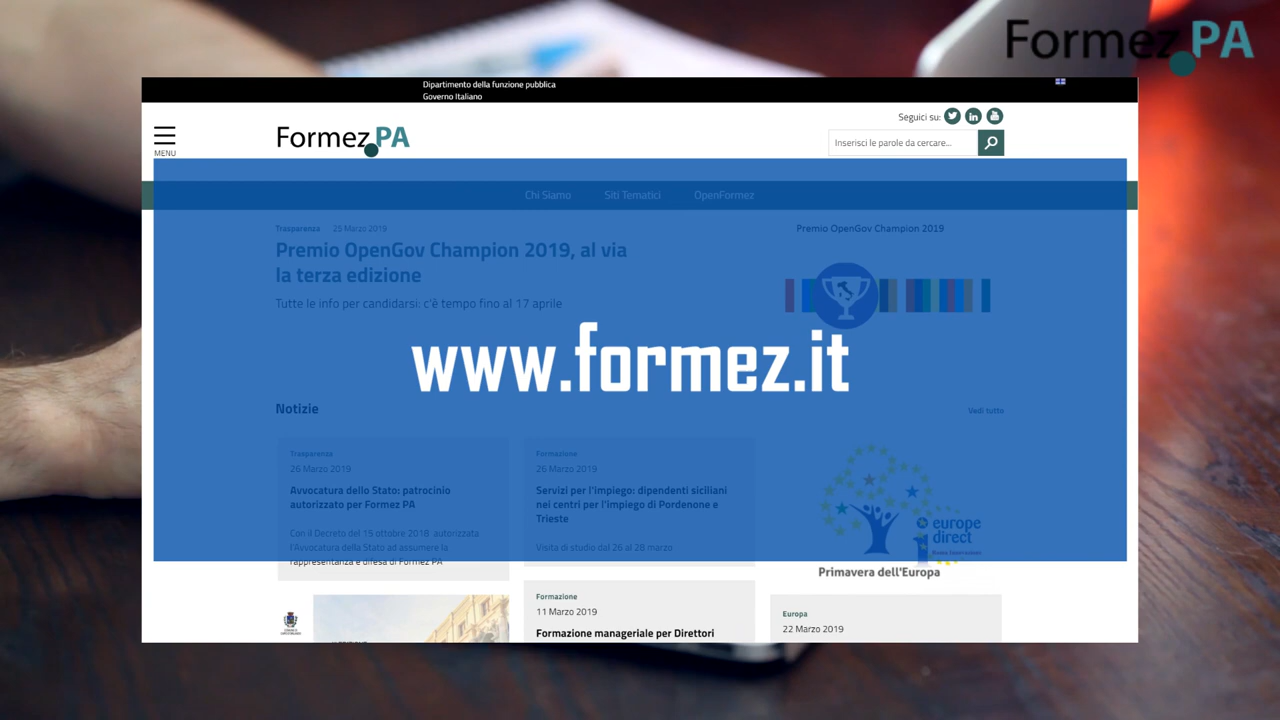 Formez PA
Dipartimento della funzione pubblica
Governo Italiano
Seguici su:
MENU
Formez PA
Inserisci le parole da cercare...
Chi Siamo
Siti Tematici
OpenFormez
Trasparenza 25 Marzo 2019
Premio OpenGov Champion 2019, al via
la terza edizione
Tutte le info per candidarsi: c'è tempo fino al 17 aprile
Premio OpenGov Champion 2019
www.formez.it
Notizie
Vedi tutto
Trasparenza
26 Marzo 2019
Avvocatura dello Stato: patrocinio
autorizzato per Formez PA
Con il Decreto del 15 ottobre 2018 autorizzata
l'Avvocatura della Stato ad assumere la
rappresentanza e difesa di Formez PA
Formazione
26 Marzo 2019
Servizi per l'impiego: dipendenti siciliani
nei centri per l'impiego di Pordenone e
Trieste
Visita di studio dal 26 al 28 marzo
Formazione
11 Marzo 2019
Formazione manageriale per Direttori
europe
direct
Primavera dell'Europa
Europa
22 Marzo 2019